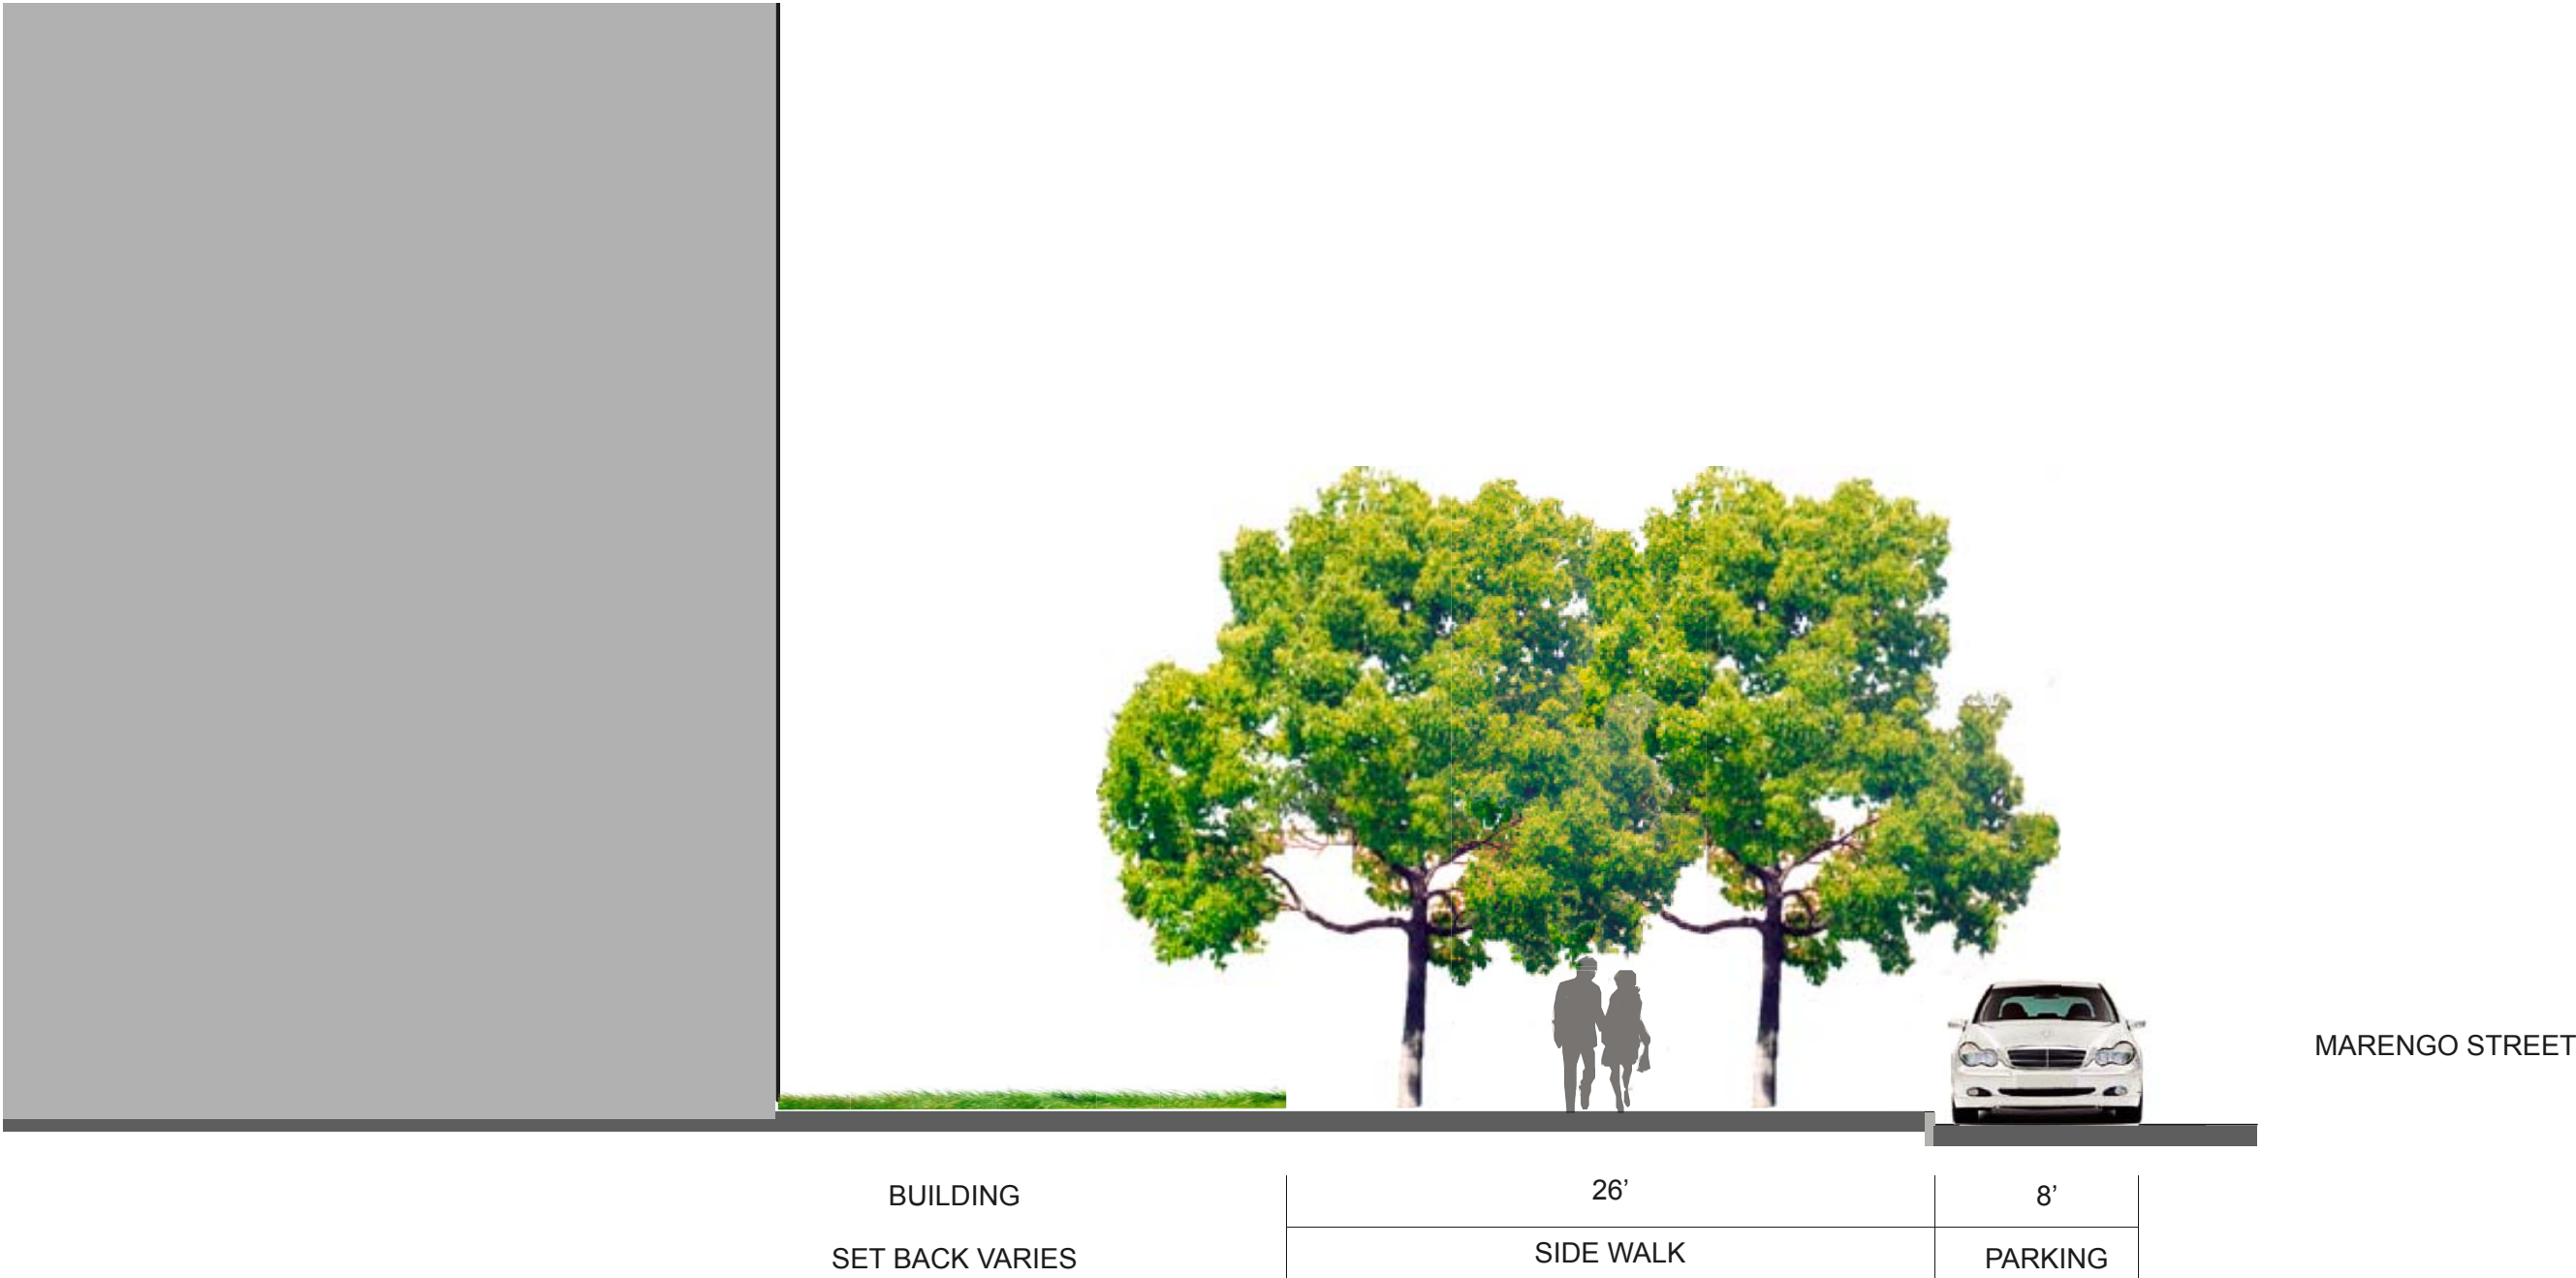 MARENGO STREET
BUILDING
26’
8’
SET BACK VARIES
SIDE WALK
PARKING